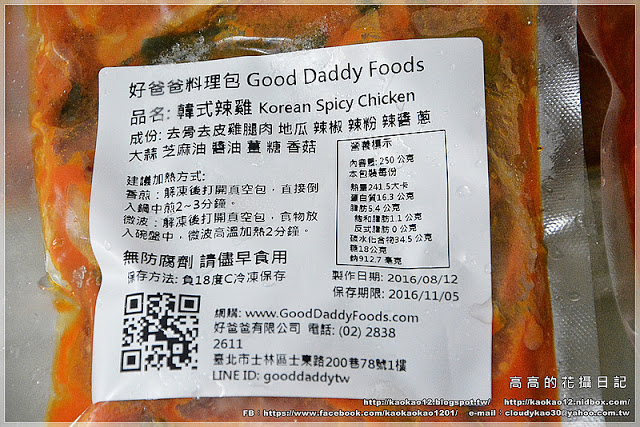 好爸爸料理包 Good Daddy Foods
品名: 韓式辣雞 Korean Spicy Chicken
成份: 去骨去皮雞腿肉 地瓜 辣椒 辣粉 辣醬 蔥
大蒜 芝麻油 醬油 薑 糖 香菇
建議加熱方式:
香煎：解凍後打開真空包，直接倒
入鍋中煎2~3分鐘。
微波：解凍後打開真空包，食物放
入碗盤中，微波高溫加熱2分鐘。
無防腐劑 請儘早食用
保存方法: 負18度C冷凍保存
營養標示
內容量: 250 公克
本包裝每份
熱量241.5大卡
蛋白質16.3 公克
脂肪5.4 公克
飽和脂肪1.1 公克
反式脂肪 0 公克
碳水化合物34.5 公克
糖18公克
鈉912.7 毫克
製作日期: 2016/08/12
保存期限: 2016/11/05
網購: www.GoodDaddyFoods.com
好爸爸有限公司 電話: (02) 2838
2611
臺北市士林區士東路200巷78號1樓
LINE ID: gooddaddytw
高高的花攝日記
http://kaokao12.blogspot.tw/ http://kaokao12.nidbox.com/
FB：https://www.facebook.com/kaokaokao1201/ e-mail：cloudykao30@yahoo.com.tw